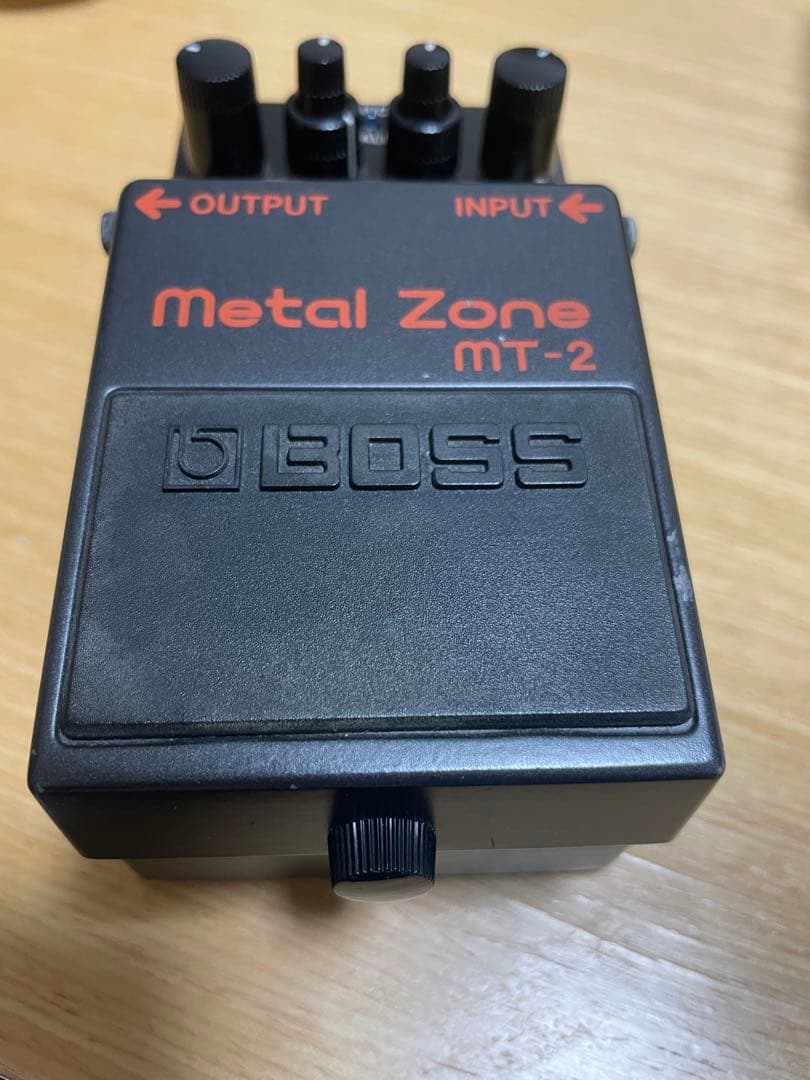 ← OUTPUT INPUT ←
Metal Zone
MT-2
BOSS